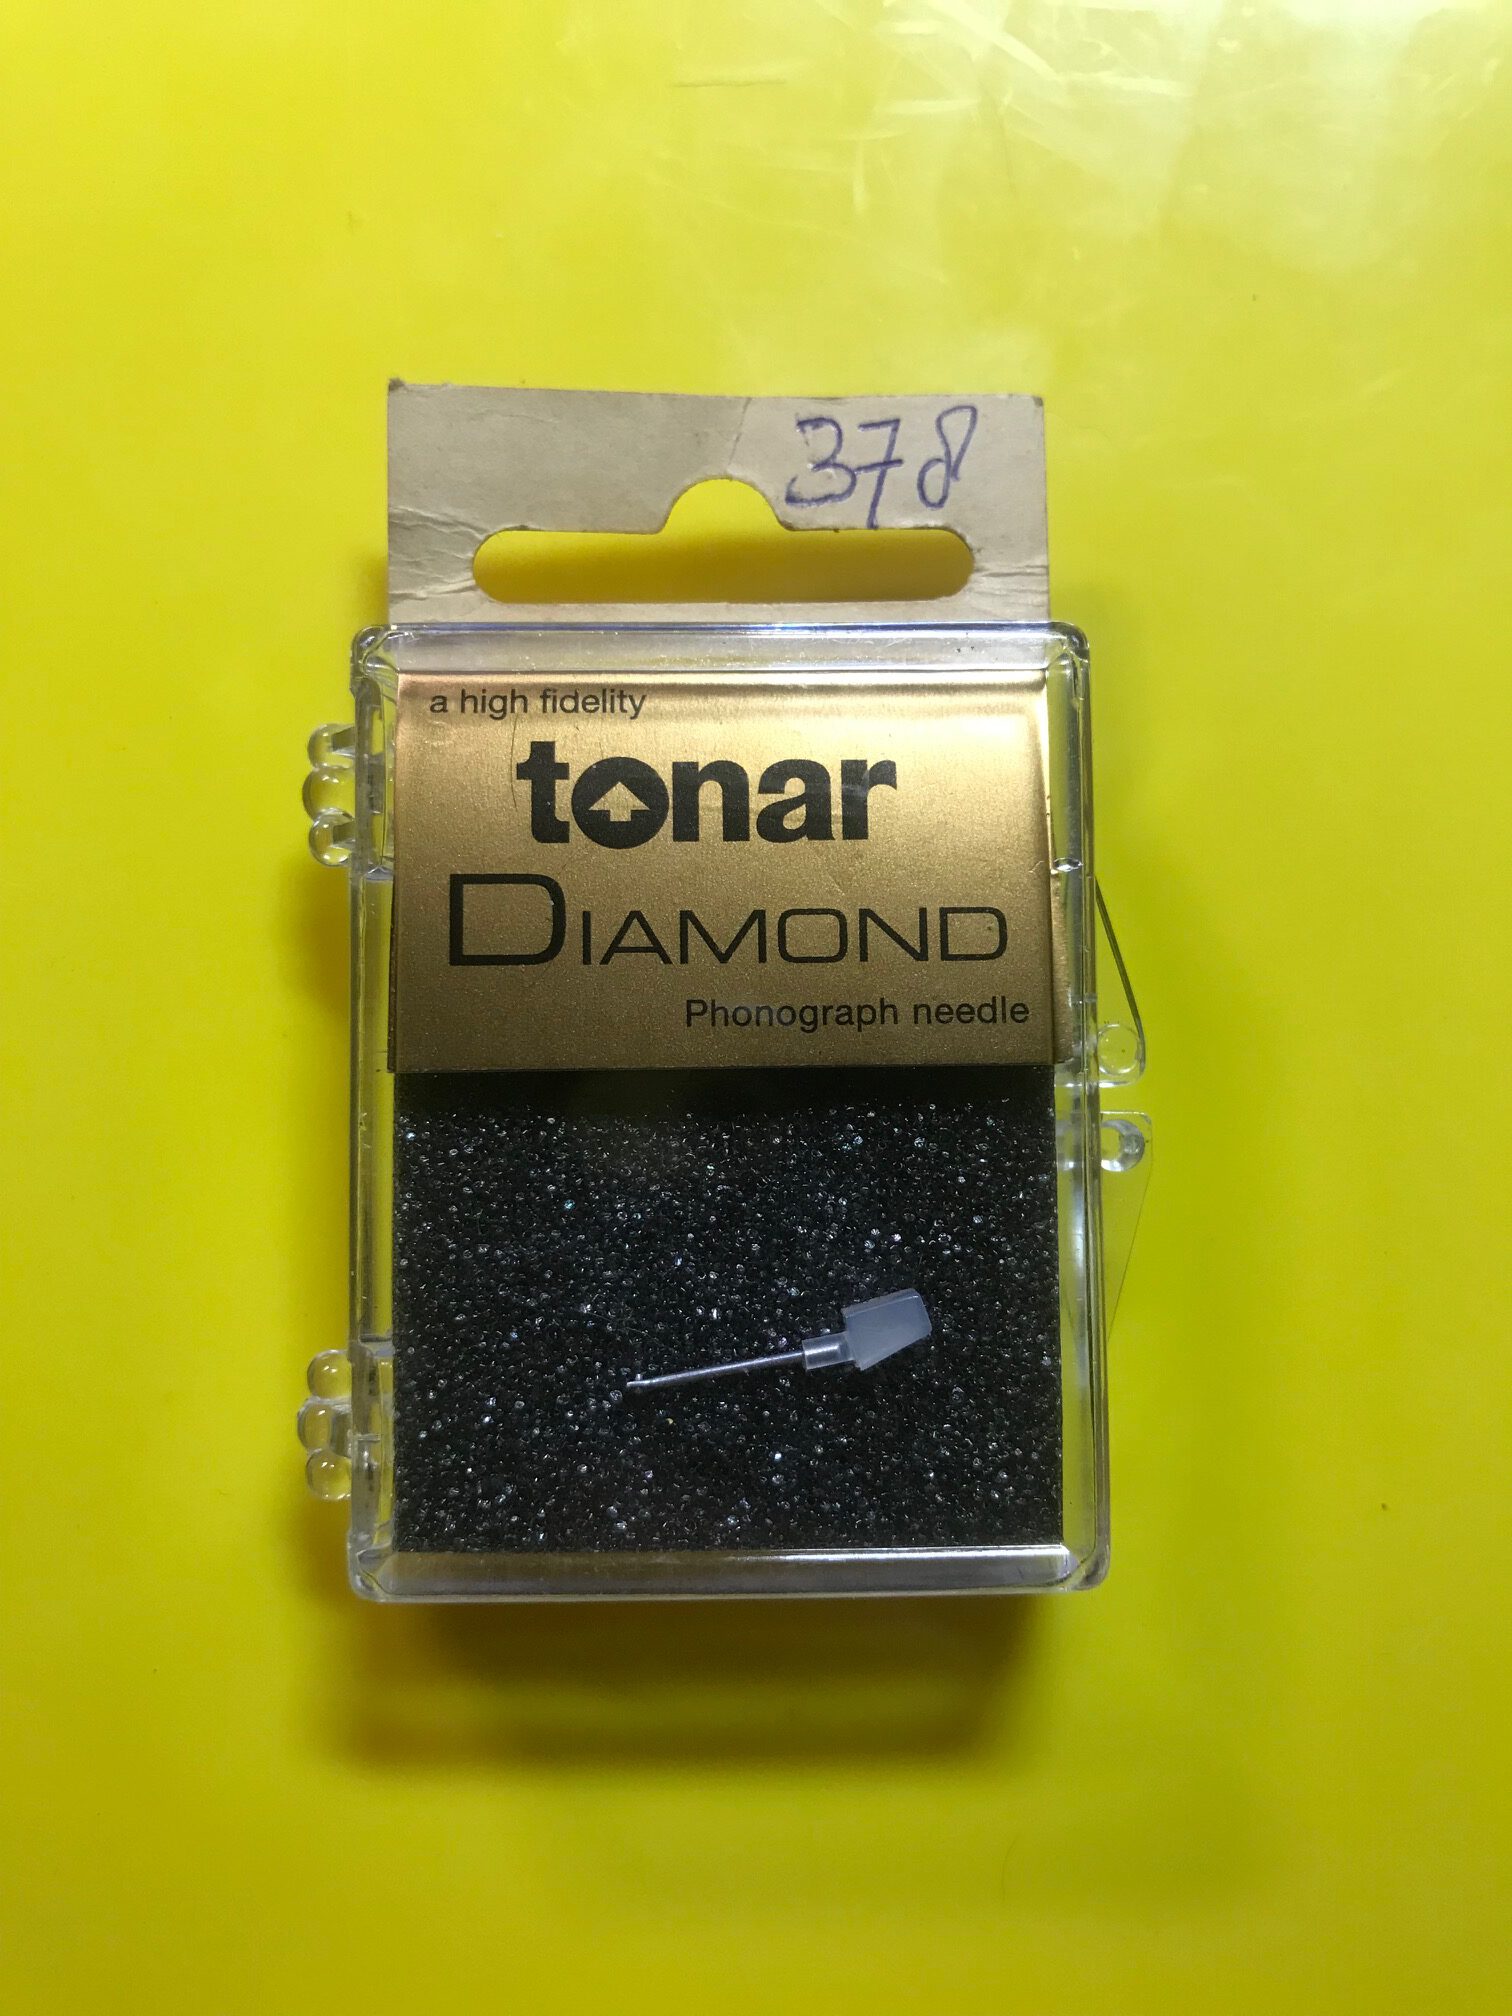 378
a high fidelity
tonar
DIAMOND
Phonograph needle